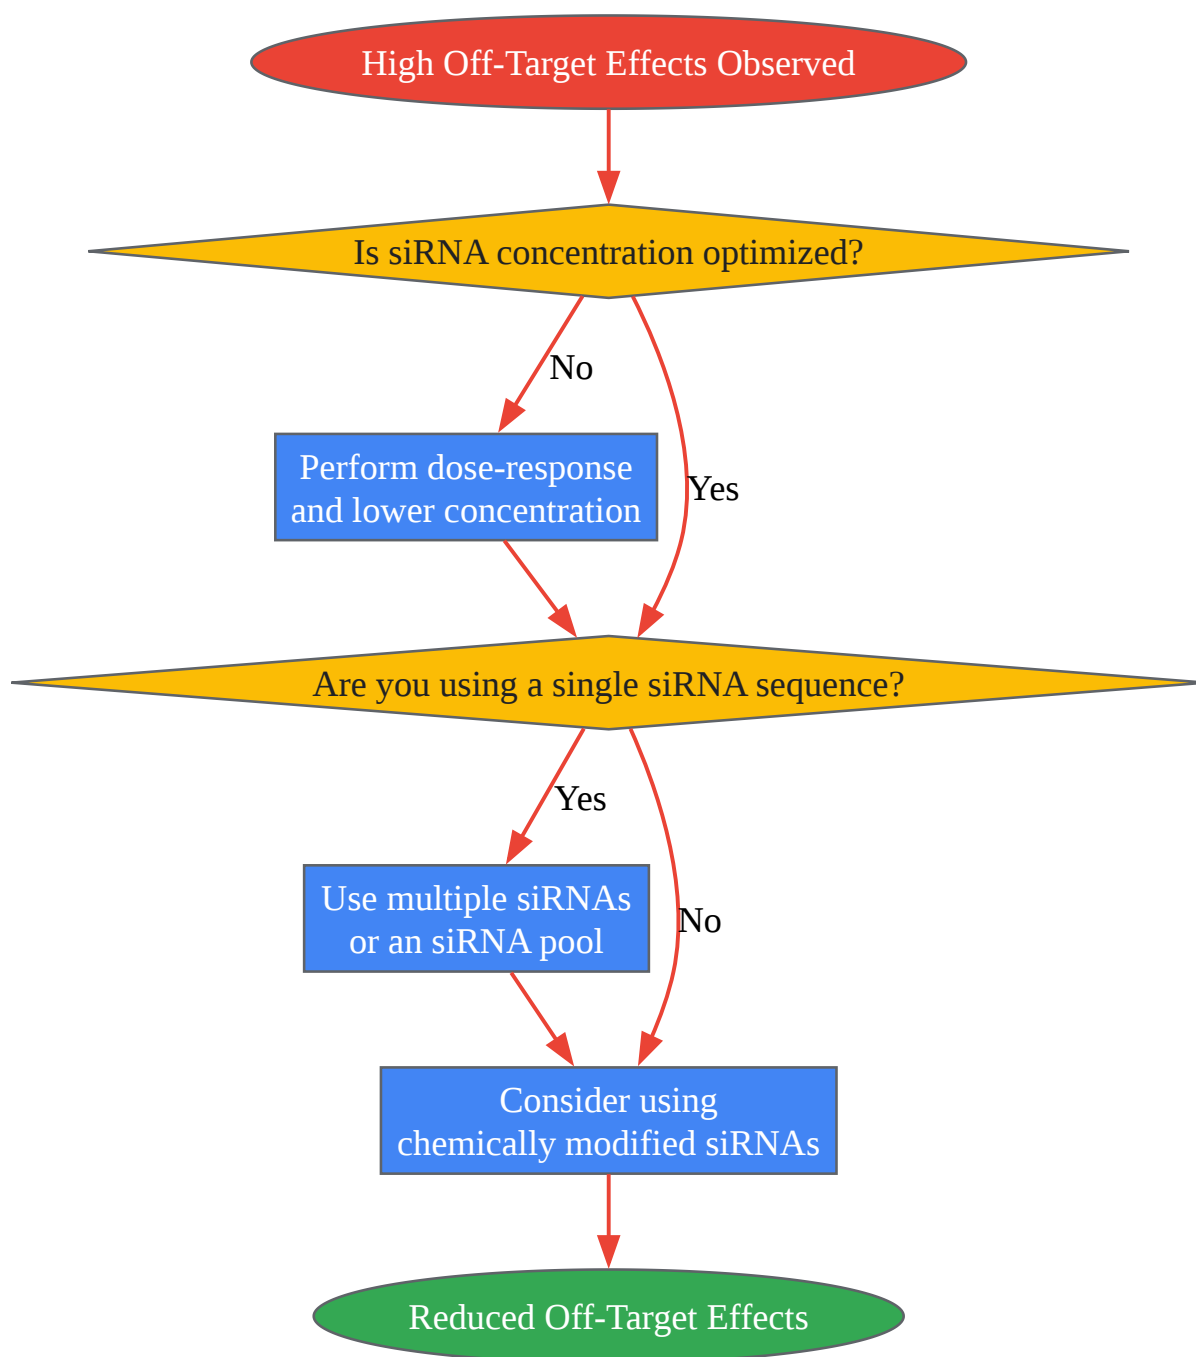 High Off-Target Effects Observed
Is siRNA concentration optimized?
No
Perform dose-response
and lower concentration
Yes
Are you using a single siRNA sequence?
Yes
Use multiple siRNAs
or an siRNA pool
No
Consider using
chemically modified siRNAs
Reduced Off-Target Effects